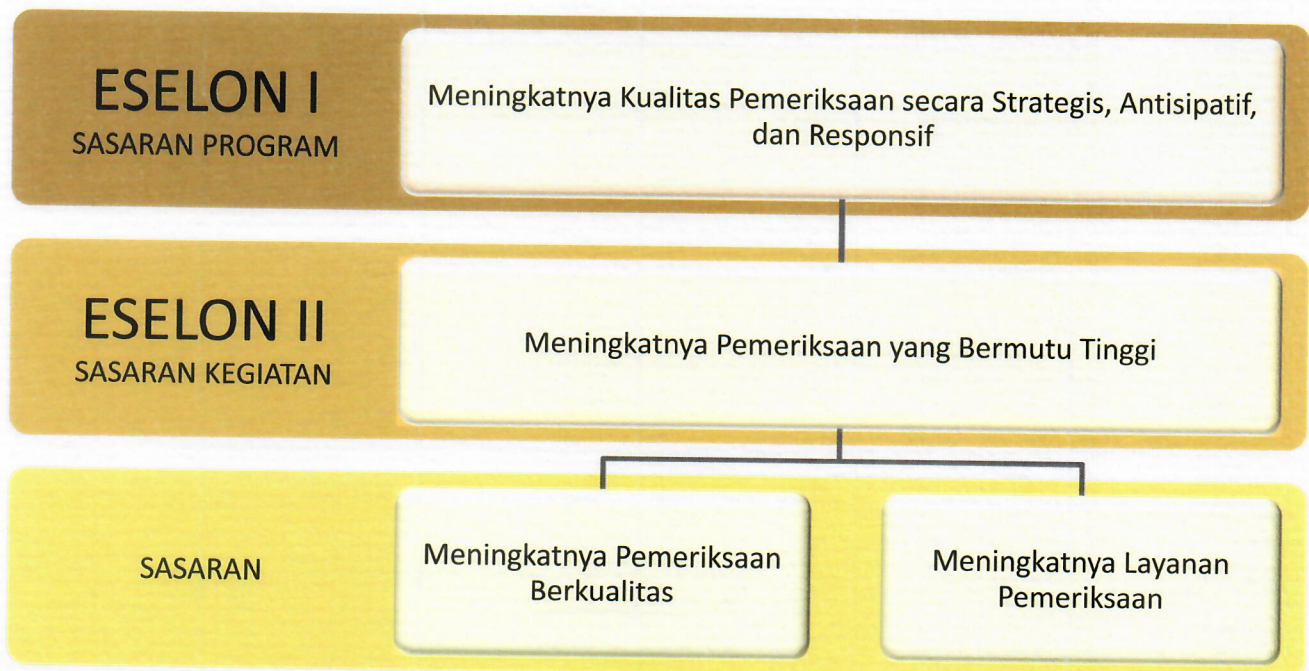 ESELON I
SASARAN PROGRAM
Meningkatnya Kualitas Pemeriksaan secara Strategis, Antisipatif,
dan Responsif
ESELON II
SASARAN KEGIATAN
Meningkatnya Pemeriksaan yang Bermutu Tinggi
SASARAN
Meningkatnya Pemeriksaan
Berkualitas
Meningkatnya Layanan
Pemeriksaan